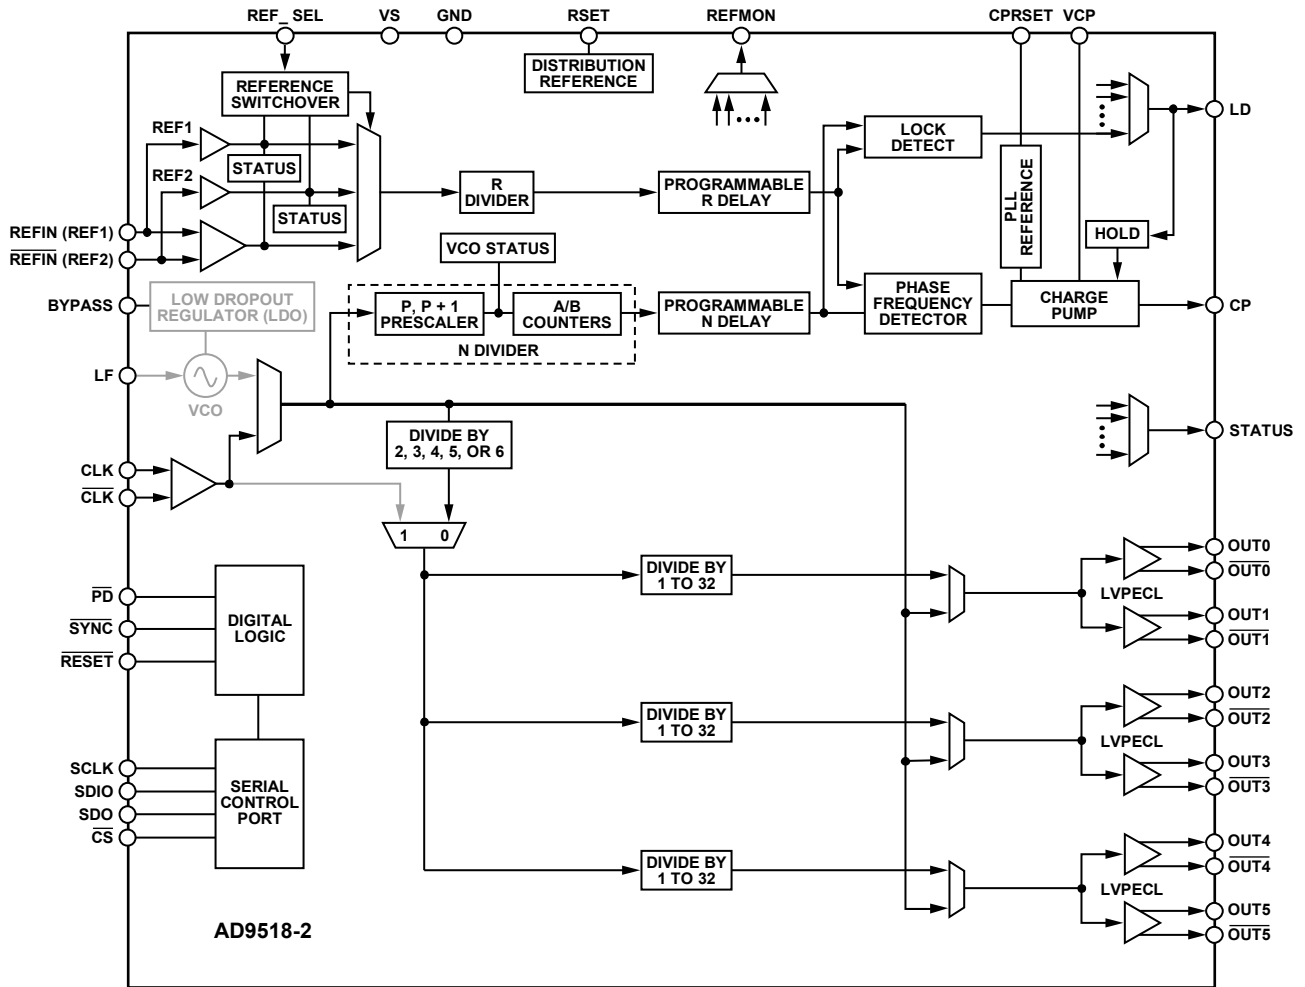 REF_ SEL
VS
GND
RSET
REFMON
CPRSET
VCP
DISTRIBUTION
REFERENCE
REFERENCE
SWITCHOVER
REF1
STATUS
REF2
STATUS
REFIN (REF1)
REFIN (REF2)
R
DIVIDER
PROGRAMMABLE
R DELAY
LOCK
DETECT
LD
PLL
REFERENCE
HOLD
VCO STATUS
BYPASS
LOW DROPOUT
REGULATOR (LDO)
P, P + 1
PRESCALER
A/B
COUNTERS
N DIVIDER
PROGRAMMABLE
N DELAY
PHASE
FREQUENCY
DETECTOR
CHARGE
PUMP
CP
LF
VCO
STATUS
DIVIDE BY
2, 3, 4, 5, OR 6
CLK
CLK
1
0
PD
SYNC
RESET
DIGITAL
LOGIC
DIVIDE BY
1 TO 32
LVPECL
OUT0
OUT0
OUT1
OUT1
DIVIDE BY
1 TO 32
LVPECL
OUT2
OUT2
OUT3
OUT3
SCLK
SDIO
SDO
CS
SERIAL
CONTROL
PORT
DIVIDE BY
1 TO 32
LVPECL
OUT4
OUT4
OUT5
OUT5
AD9518-2